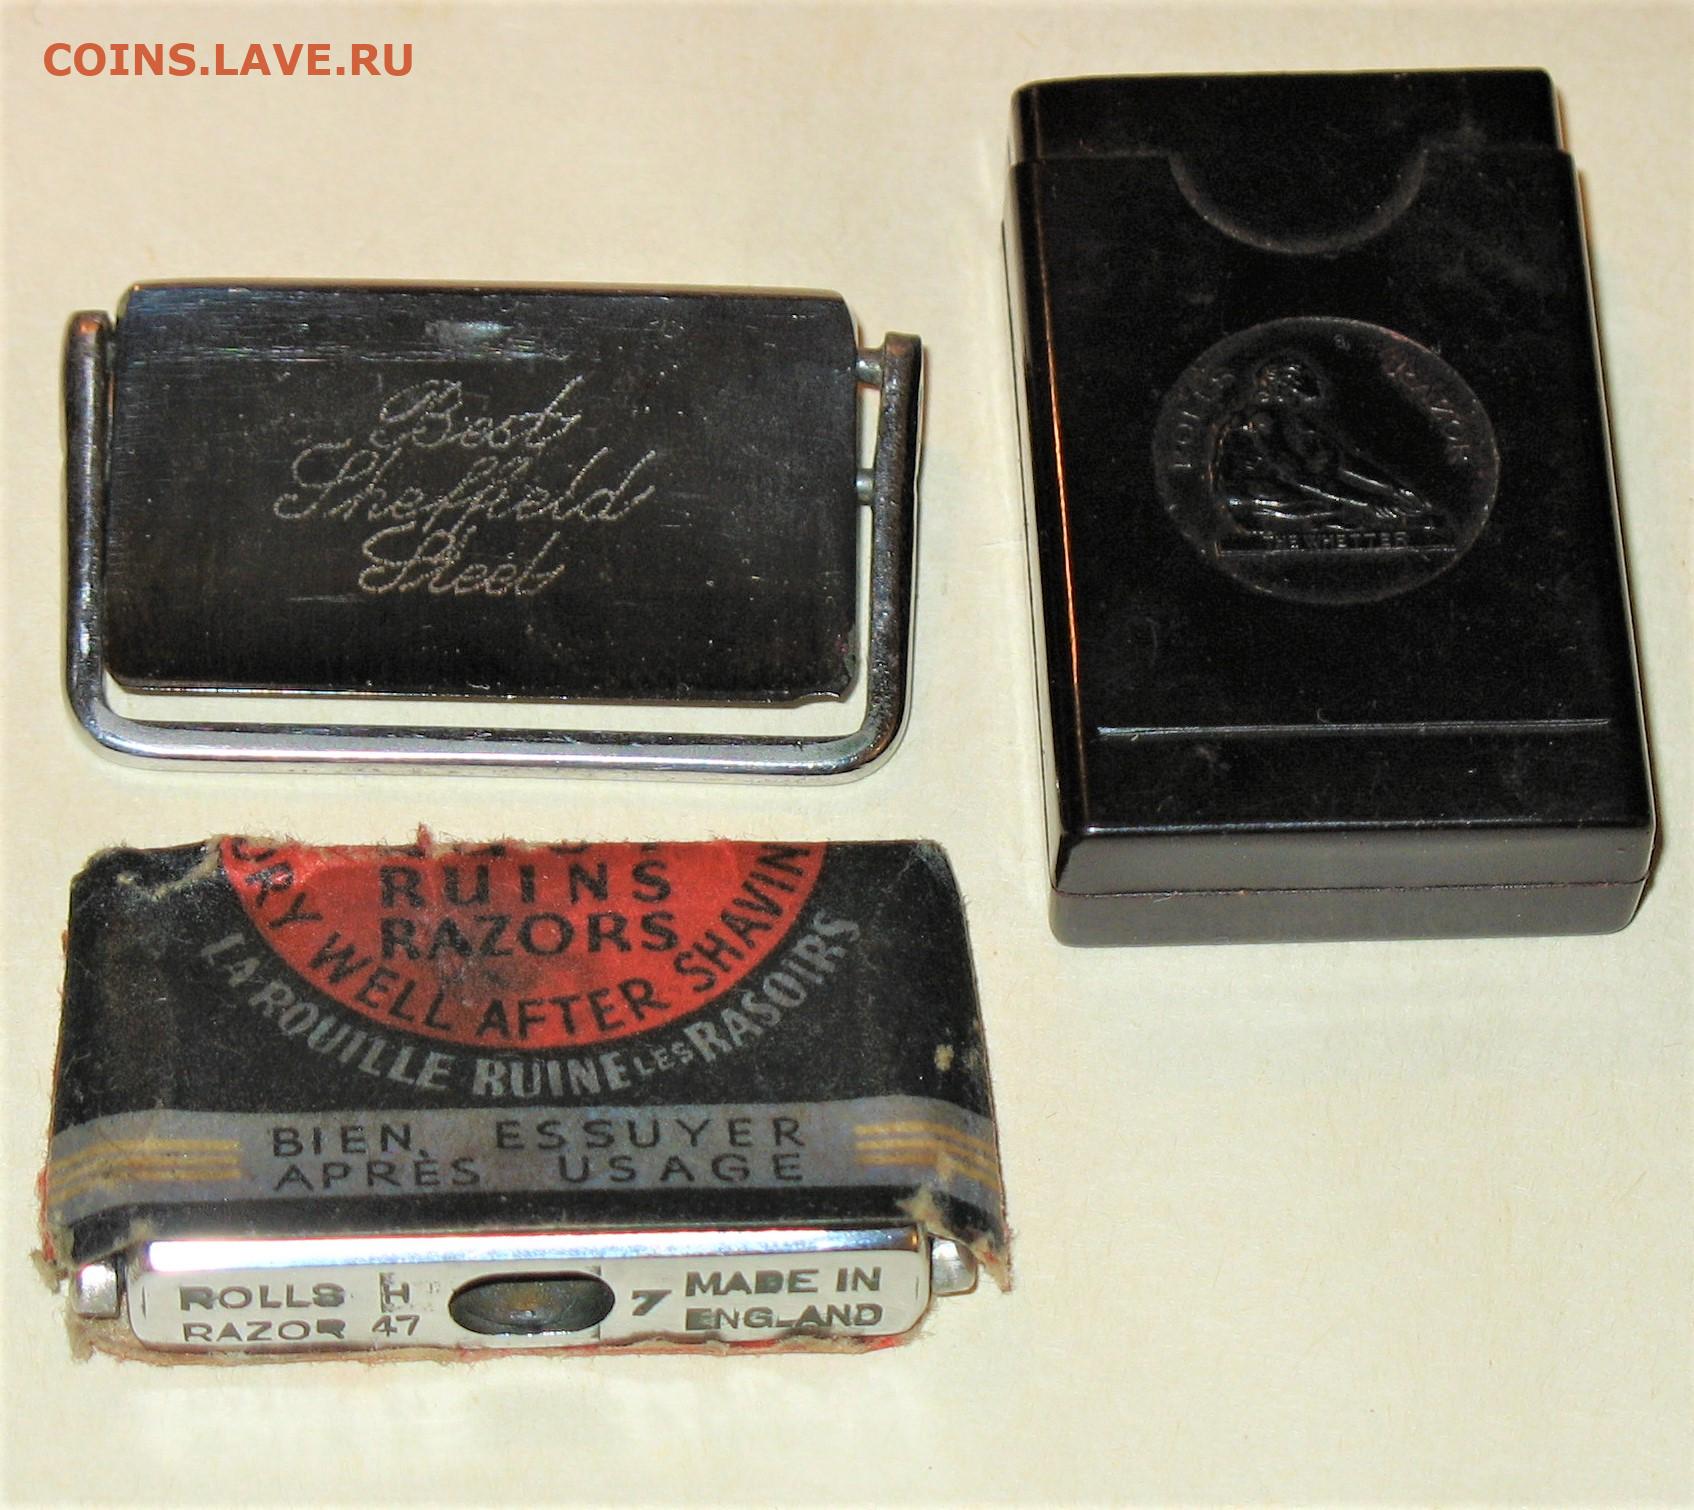 COINS.LAVE.RU
Best
Sheffield
Steel
ROLLS RAZOR
THE WHETTER
RUINS
RAZORS
WELL AFTER SHAVIN
LA ROUILLE RUINE LES RASOIRS
BIEN ESSUYER
APRÈS USAGE
ROLLS H 7 MADE IN
RAZOR 47 ENGLAND